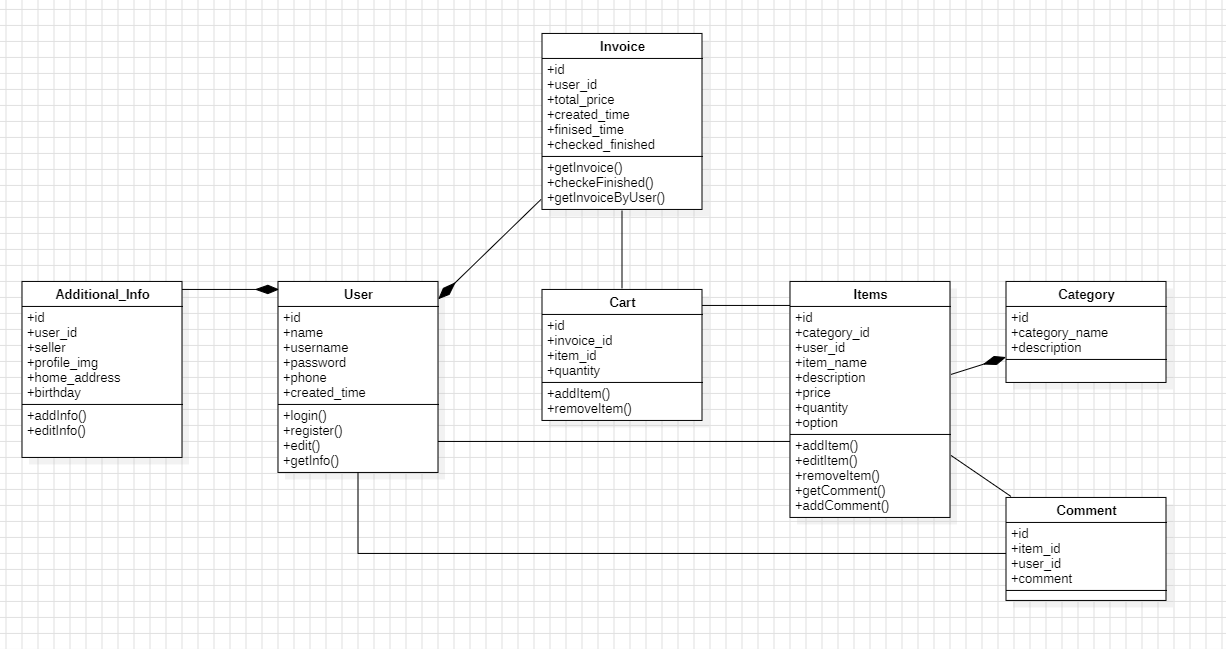 Invoice
+id
+user_id
+total_price
+created_time
+finised_time
+checked_finished
+getInvoice()
+checkeFinished()
+getInvoiceByUser()
Additional_Info
+id
+user_id
+seller
+profile_img
+home_address
+birthday
+addInfo()
+editInfo()
User
+id
+name
+username
+password
+phone
+created_time
+login()
+register()
+edit()
+getInfo()
Cart
+id
+invoice_id
+item_id
+quantity
+addItem()
+removeItem()
Items
+id
+category_id
+user_id
+item_name
+description
+price
+quantity
+option
+addItem()
+editItem()
+removeItem()
+getComment()
+addComment()
Category
+id
+category_name
+description
Comment
+id
+item_id
+user_id
+comment